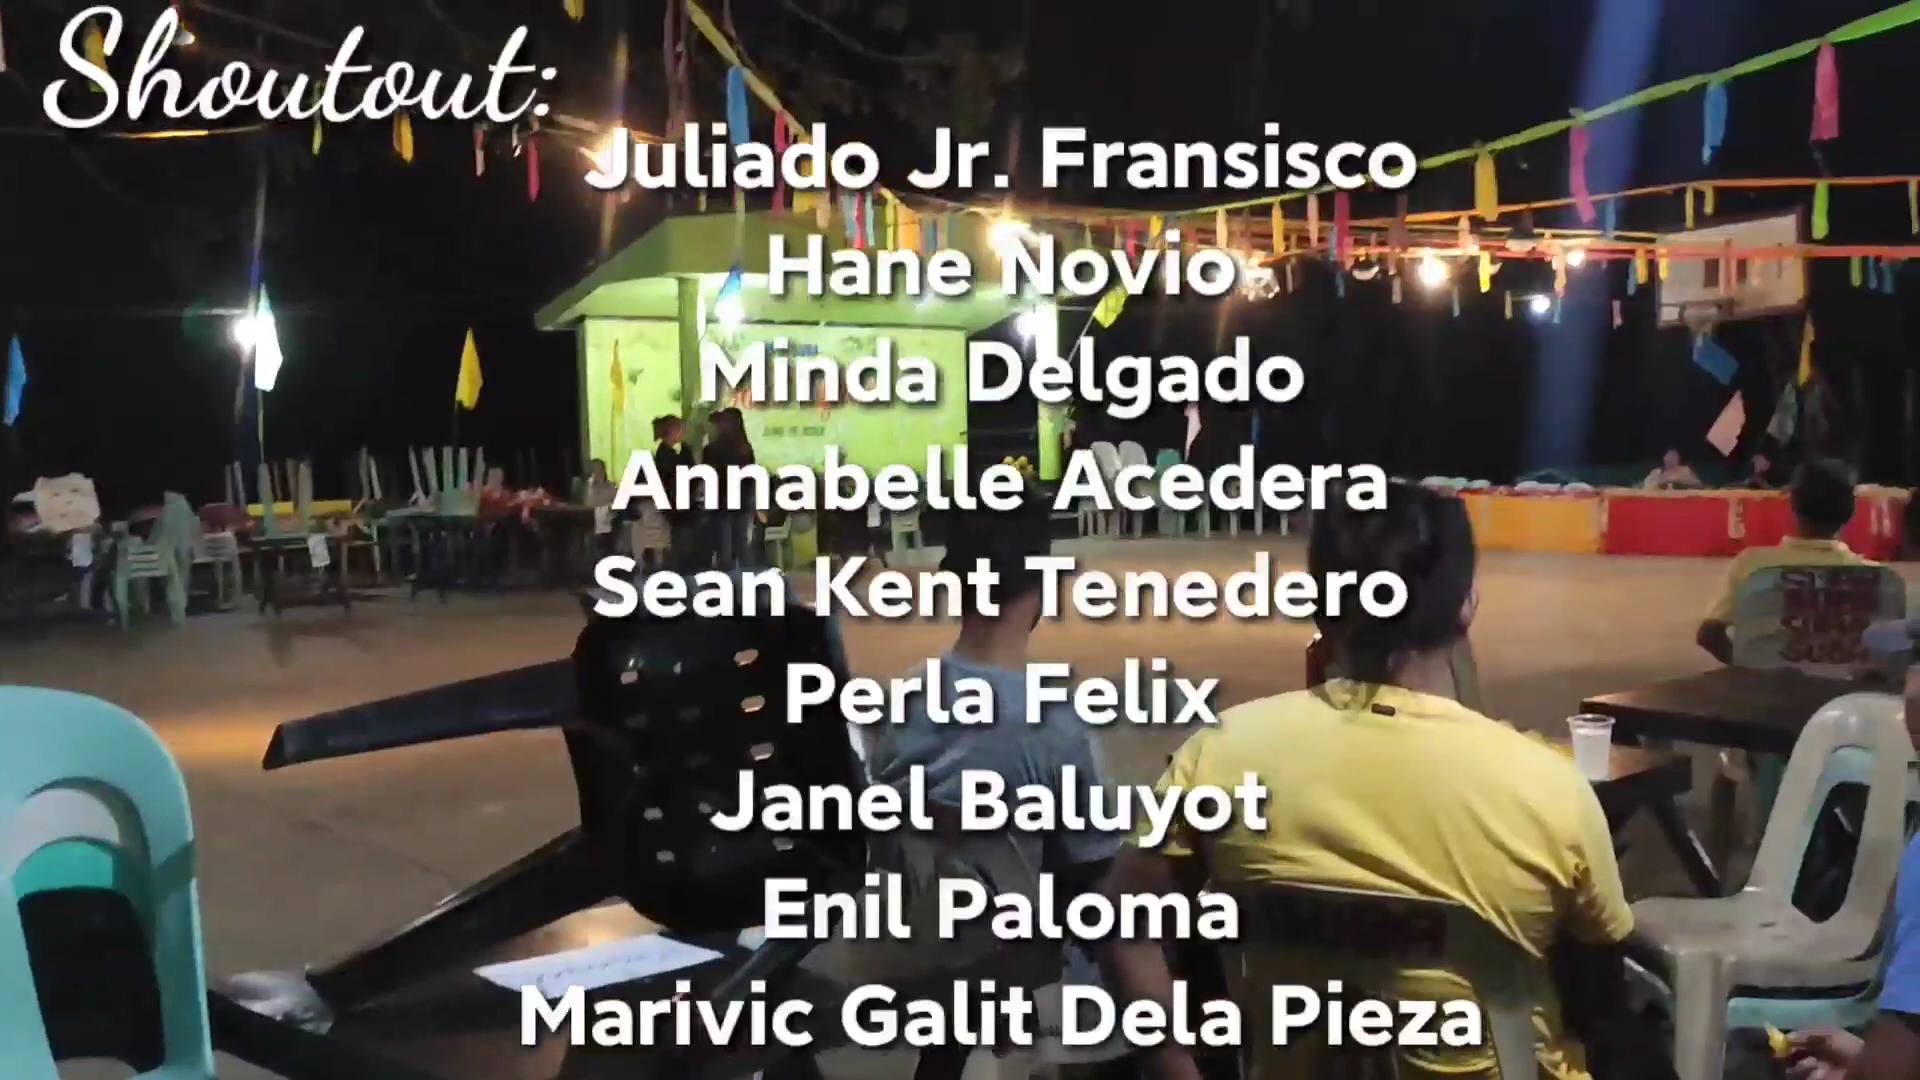 Shoutout:
Juliado Jr. Fransisco
Hane Novio
Minda Delgado
Annabelle Acedera
Sean Kent Tenedero
Perla Felix
Janel Baluyot
Enil Paloma
Marivic Galit Dela Pieza